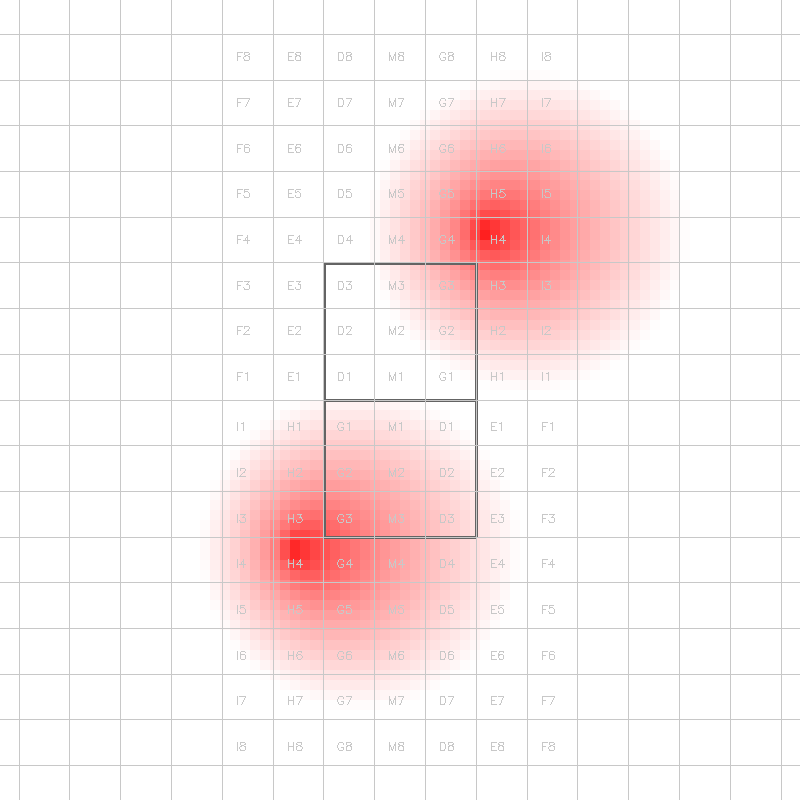 F8 E8 D8 M8 G8 H8 I8
F7 E7 D7 M7 G7 H7 I7
F6 E6 D6 M6 G6 H6 I6
F5 E5 D5 M5 G5 H5 I5
F4 E4 D4 M4 G4 H4 I4
F3 E3 D3 M3 G3 H3 I3
F2 E2 D2 M2 G2 H2 I2
F1 E1 D1 M1 G1 H1 I1
I1 H1 G1 M1 D1 E1 F1
I2 H2 G2 M2 D2 E2 F2
I3 H3 G3 M3 D3 E3 F3
I4 H4 G4 M4 D4 E4 F4
I5 H5 G5 M5 D5 E5 F5
I6 H6 G6 M6 D6 E6 F6
I7 H7 G7 M7 D7 E7 F7
I8 H8 G8 M8 D8 E8 F8